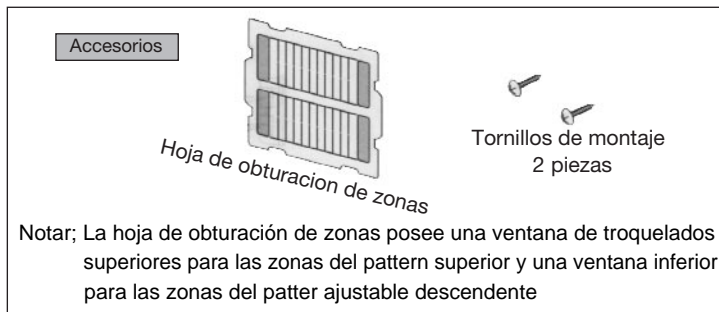 Accesorios
Hoja de obturacion de zonas
Tornillos de montaje
2 piezas
Notar; La hoja de obturación de zonas posee una ventana de troquelados
superiores para las zonas del pattern superior y una ventana inferior
para las zonas del patter ajustable descendente